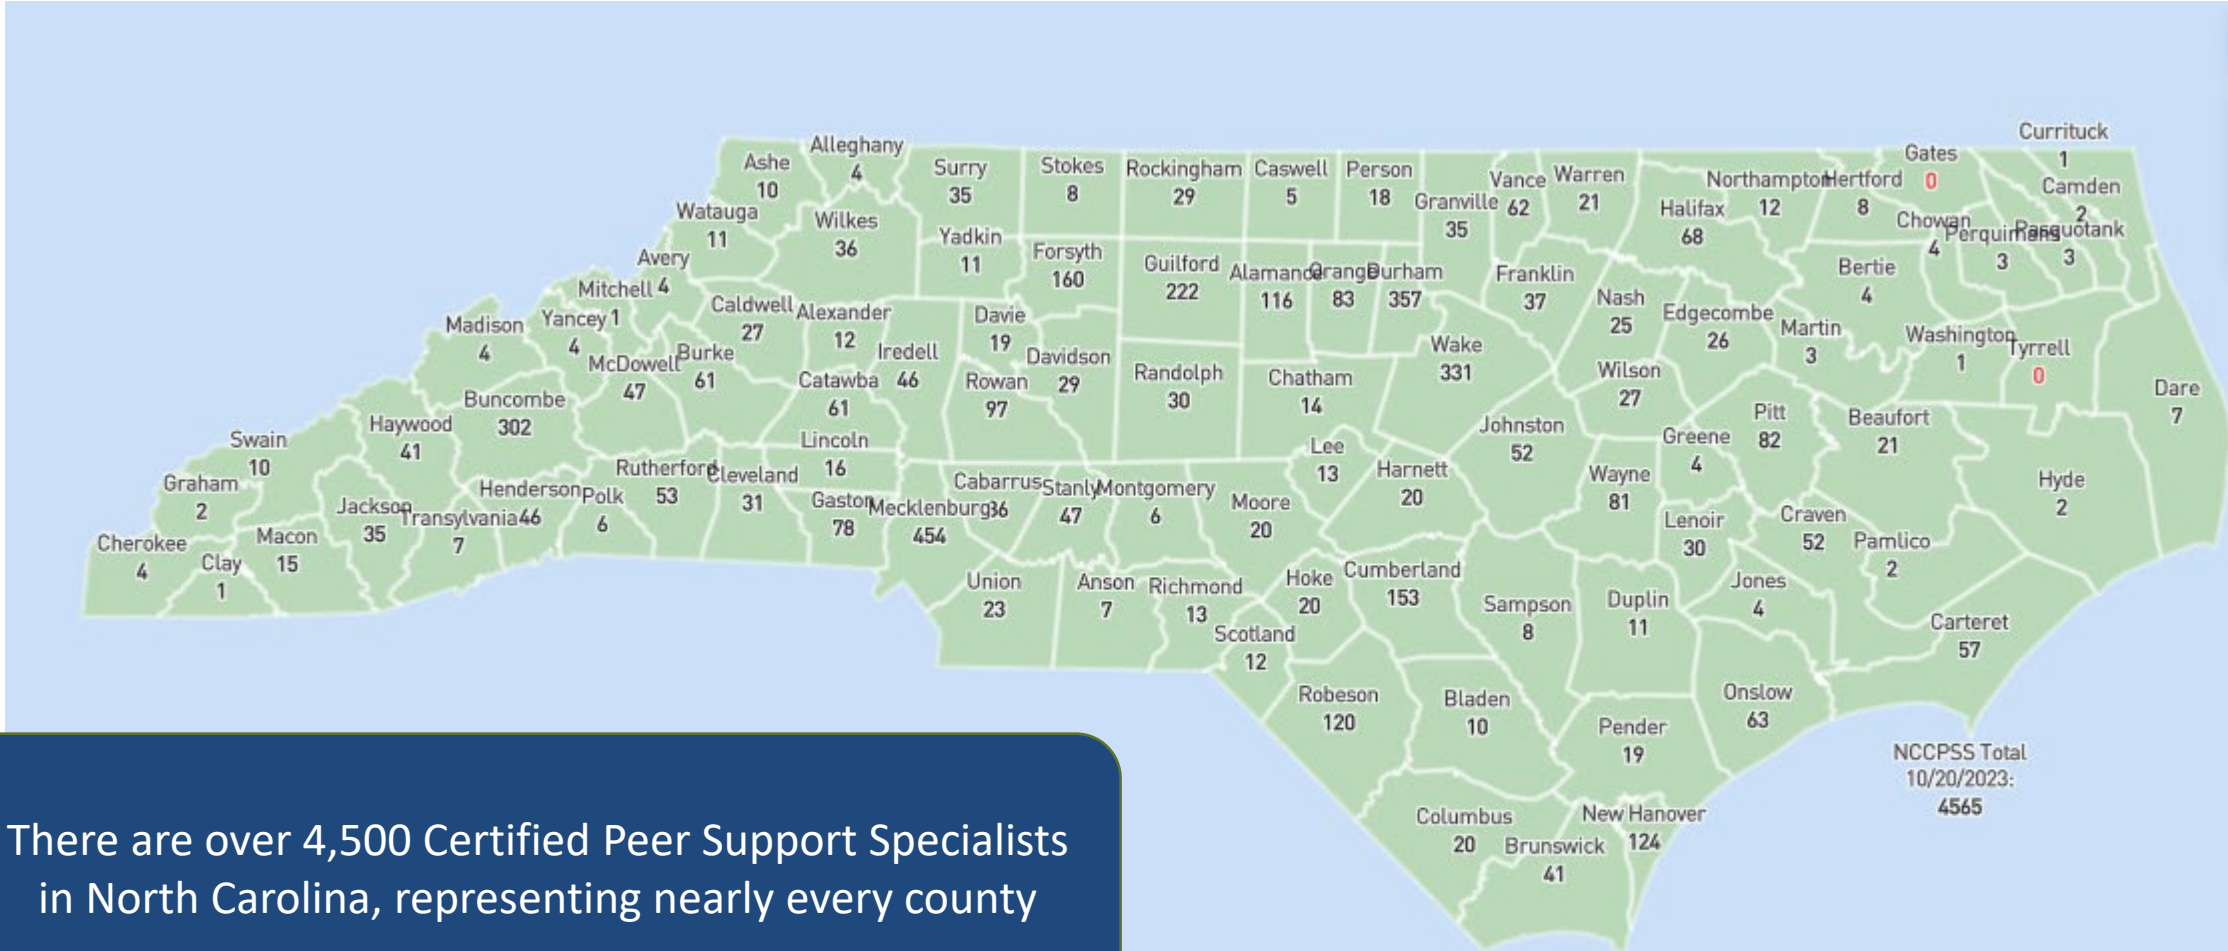 Currituck
1
Alleghany
4
Ashe
10
Surry
35
Stokes
8
Rockingham
29
Caswell
5
Person
18
Granville
35
Vance
62
Warren
21
Northampton
12
Hertford
8
Gates
0
Camden
2
Watauga
11
Wilkes
36
Yadkin
11
Forsyth
160
Guilford
222
Alamance
116
Orange
83
Durham
357
Franklin
37
Halifax
68
Chowan
4
Perquimans
3
Pasquotank
3
Bertie
4
Avery
4
Mitchell
1
Yancey
4
Madison
4
Caldwell
27
Alexander
12
Iredell
46
Davie
19
Davidson
29
Randolph
30
Chatham
14
Wake
331
Nash
25
Edgecombe
26
Martin
3
Washington
1
Tyrrell
0
Dare
7
McDowell
47
Burke
61
Catawba
61
Rowan
97
Wilson
27
Buncombe
302
Haywood
41
Swain
10
Graham
2
Lincoln
16
Lee
13
Johnston
52
Greene
4
Pitt
82
Beaufort
21
Hyde
2
Cherokee
4
Clay
1
Macon
15
Jackson
35
Transylvania
7
Henderson
46
Polk
6
Rutherford
53
Cleveland
31
Gaston
78
Mecklenburg
454
Cabarrus
36
Stanly
47
Montgomery
6
Moore
20
Harnett
20
Wayne
81
Lenoir
30
Craven
52
Pamlico
2
Union
23
Anson
7
Richmond
13
Hoke
20
Cumberland
153
Sampson
8
Duplin
11
Jones
4
Carteret
57
Scotland
12
Robeson
120
Bladen
10
Pender
19
Onslow
63
Columbus
20
Brunswick
41
New Hanover
124
NCCPSS Total
10/20/2023:
4565
There are over 4,500 Certified Peer Support Specialists
in North Carolina, representing nearly every county